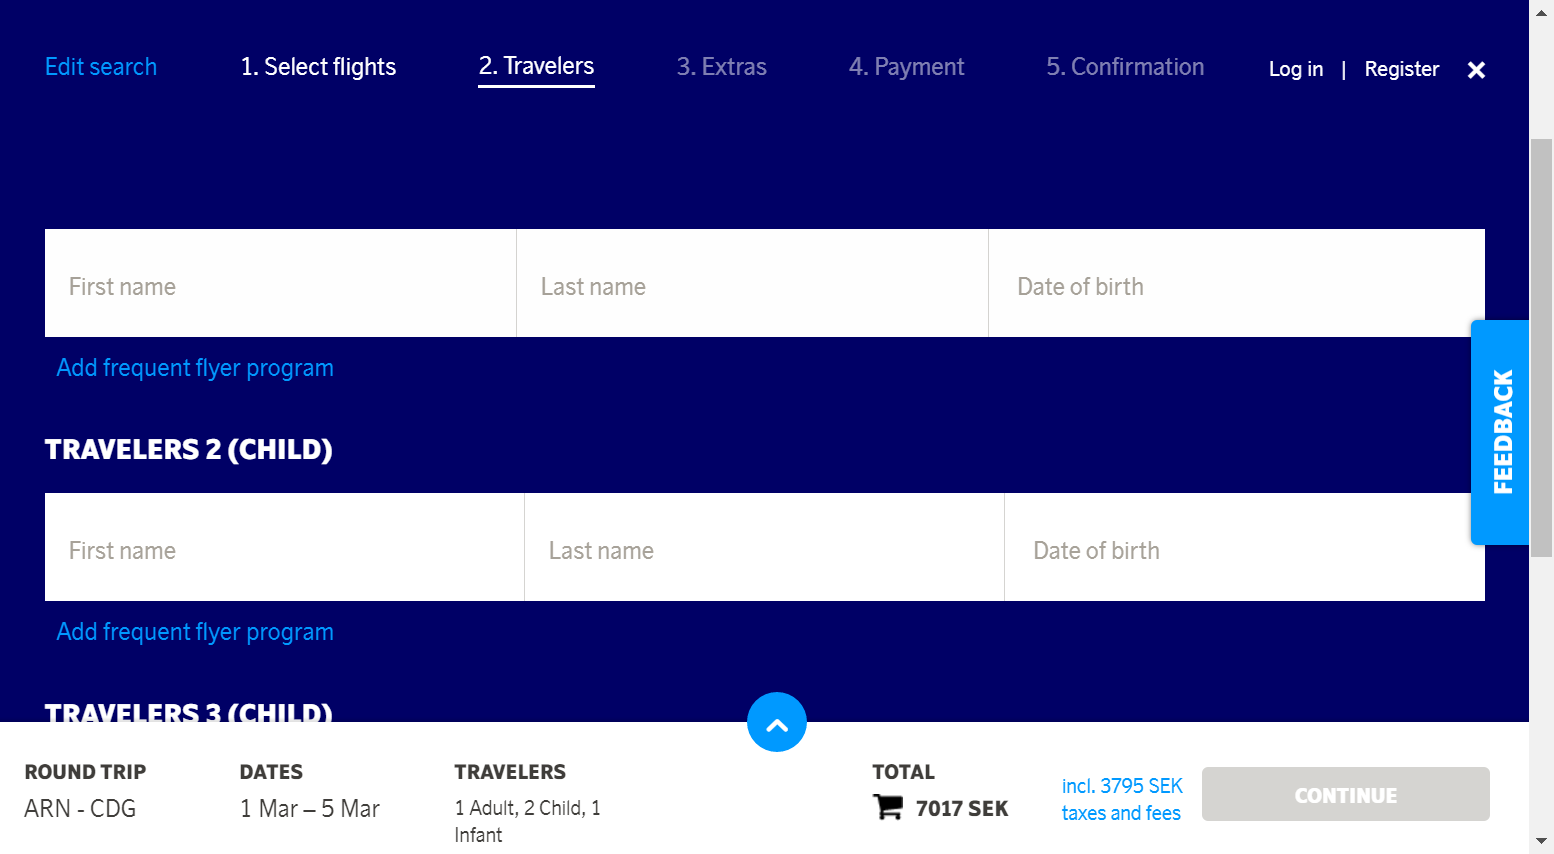 Edit search
1. Select flights
2. Travelers
3. Extras
4. Payment
5. Confirmation
Log in | Register
First name
Last name
Date of birth
Add frequent flyer program
TRAVELERS 2 (CHILD)
First name
Last name
Date of birth
Add frequent flyer program
FEEDBACK
TRAVELERS 3 (CHILD)
ROUND TRIP
ARN - CDG
DATES
1 Mar – 5 Mar
TRAVELERS
1 Adult, 2 Child, 1
Infant
TOTAL
7017 SEK
incl. 3795 SEK
taxes and fees
CONTINUE